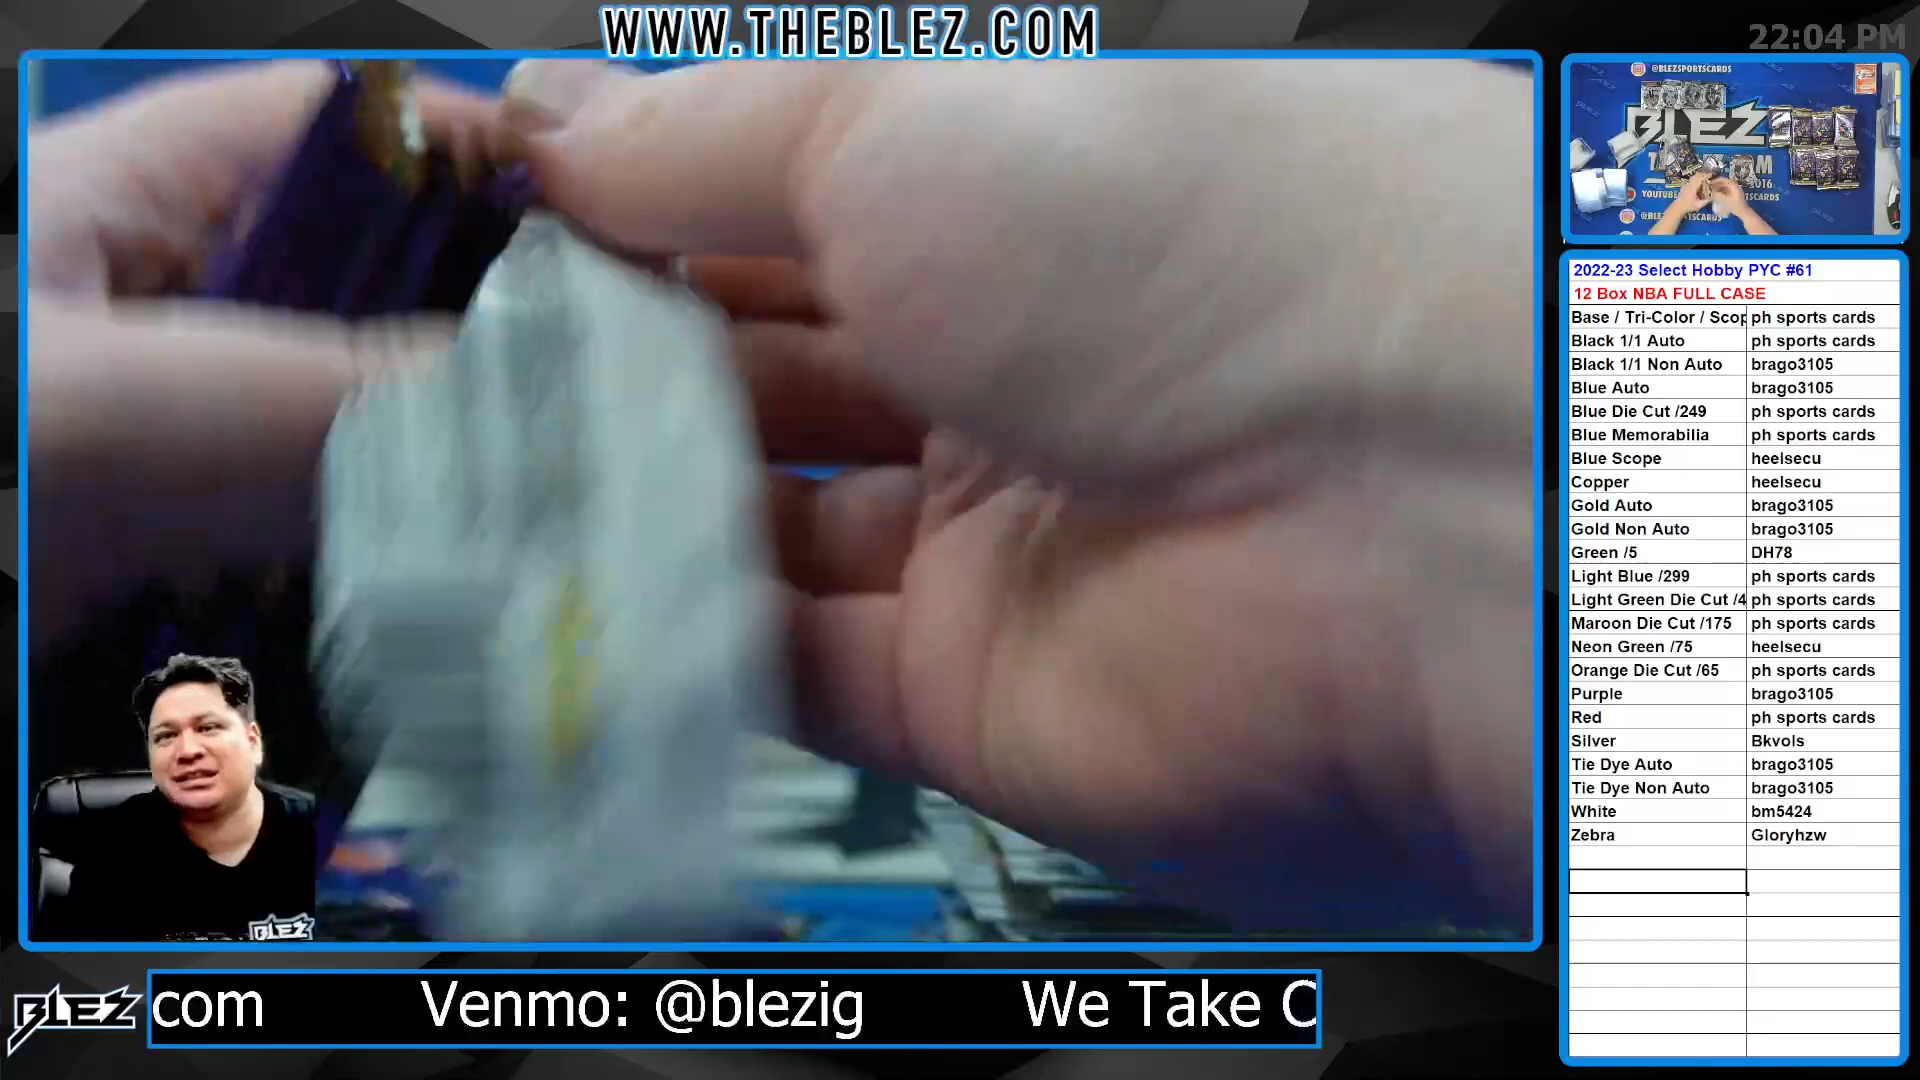 WWW.THEBLEZ.COM
22:04 PM
@BLEZSPORTSCARDS
BLEZ
2022-23 Select Hobby PYC #61
12 Box NBA FULL CASE
Base / Tri-Color / Scop ph sports cards
Black 1/1 Auto ph sports cards
Black 1/1 Non Auto brago3105
Blue Auto brago3105
Blue Die Cut /249 ph sports cards
Blue Memorabilia ph sports cards
Blue Scope heelsecu
Copper heelsecu
Gold Auto brago3105
Gold Non Auto brago3105
Green /5 DH78
Light Blue /299 ph sports cards
Light Green Die Cut /4 ph sports cards
Maroon Die Cut /175 ph sports cards
Neon Green /75 heelsecu
Orange Die Cut /65 ph sports cards
Purple brago3105
Red ph sports cards
Silver Bkvols
Tie Dye Auto brago3105
Tie Dye Non Auto brago3105
White bm5424
Zebra Gloryhzw
BLEZ
BLEZ
com Venmo: @blezig We Take C